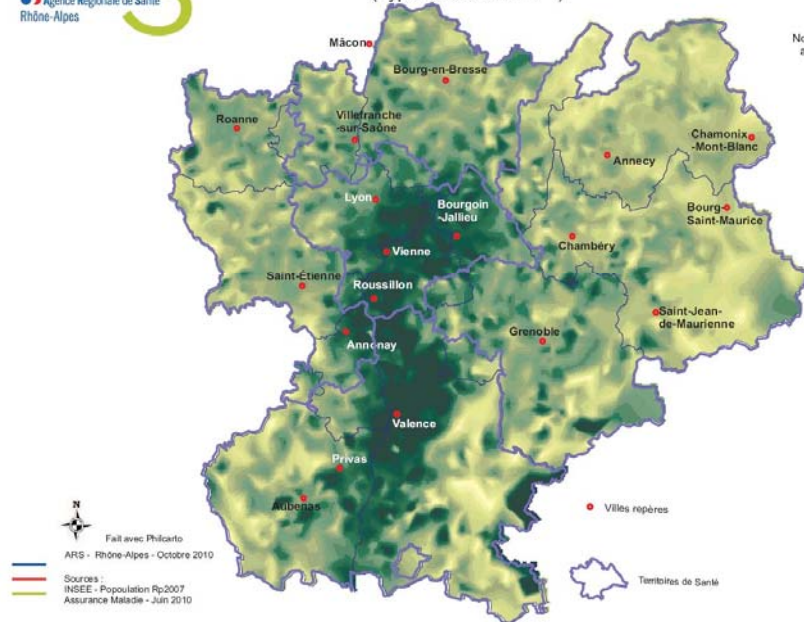 Agence Régionale de Santé
Rhône-Alpes
No
a
Mâcon
Bourg-en-Bresse
Roanne
Villefranche
-sur-Saône
Chamonix
-Mont-Blanc
Annecy
Lyon
Bourgoin
-Jallieu
Bourg-
Saint-Maurice
Vienne
Chambéry
Saint-Étienne
Roussillon
Saint-Jean-
de-Maurienne
Grenoble
Annonay
Valence
Privas
Aubenas
N
Villes repères
Fait avec Philcarto
ARS - Rhône-Alpes - Octobre 2010
Territoires de Santé
Sources :
INSEE - Popoulation Rp2007
Assurance Maladie - Juin 2010